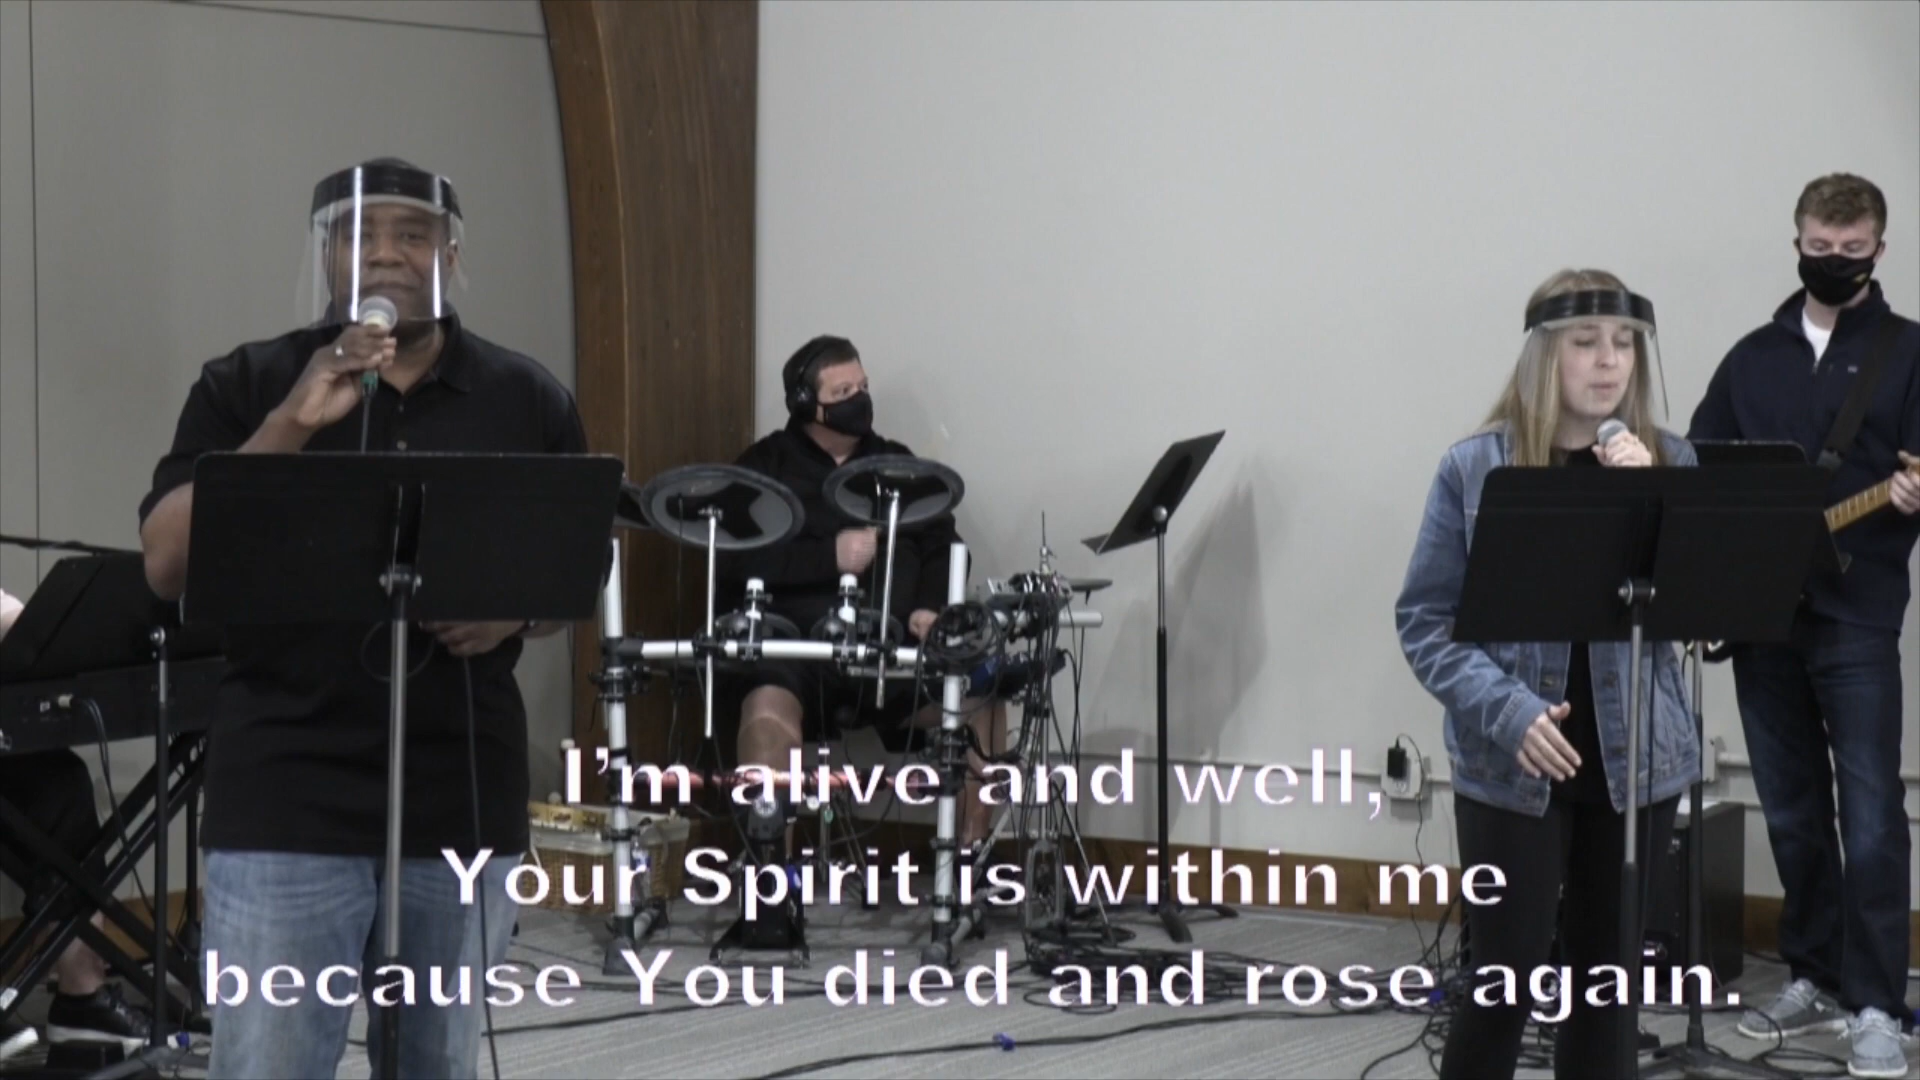 I'm alive and well,
Your Spirit is within me
because You died and rose again.